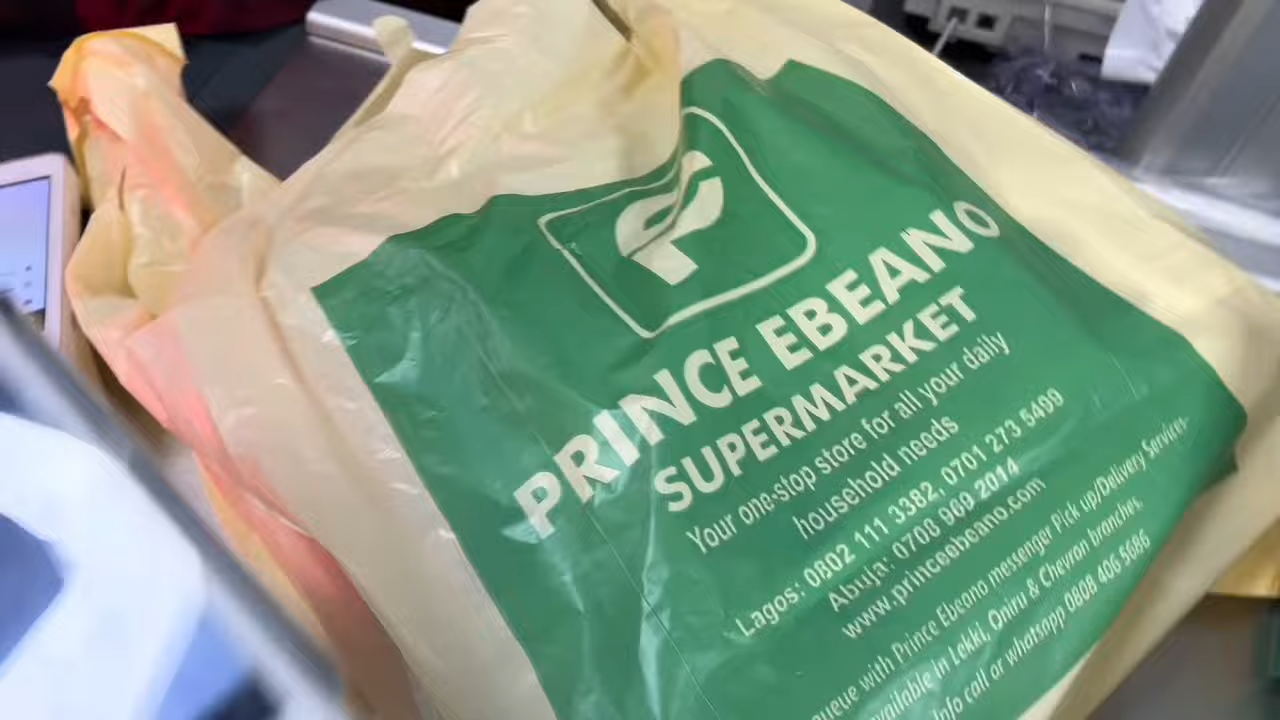 PRINCE EBEANO
SUPERMARKET
Your one-stop store for all your daily
household needs
Lagos: 0802 111 3382, 0701 273 5499
Abuja: 0708 969 2014
www.princeebeano.com
queue with Prince Ebeano messenger Pick up/Delivery Services-
available in Lekki, Oniru & Chevron branches.
Info call or whatsapp 0808 406 5686